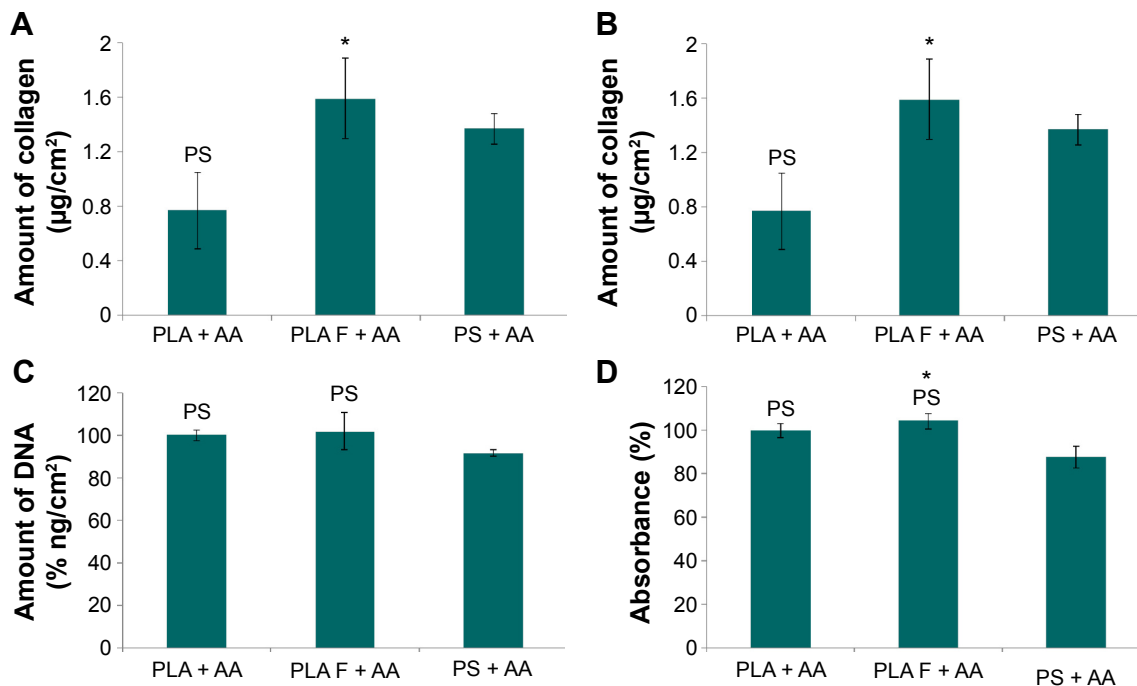 A
Amount of collagen
(µg/cm²)
2
1.6
1.2
0.8
0.4
0
PS
*
PLA + AA
PLA F + AA
PS + AA
B
Amount of collagen
(µg/cm²)
2
1.6
1.2
0.8
0.4
0
PS
*
PLA + AA
PLA F + AA
PS + AA
C
Amount of DNA
(% ng/cm²)
120
100
80
60
40
20
0
PS
PS
PLA + AA
PLA F + AA
PS + AA
D
Absorbance (%)
120
100
80
60
40
20
0
PS
*
PS
PLA + AA
PLA F + AA
PS + AA